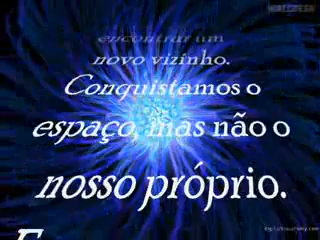 encontrar um
novo vizinho.
Conquistamos o
espaço, mas não o
nosso próprio.